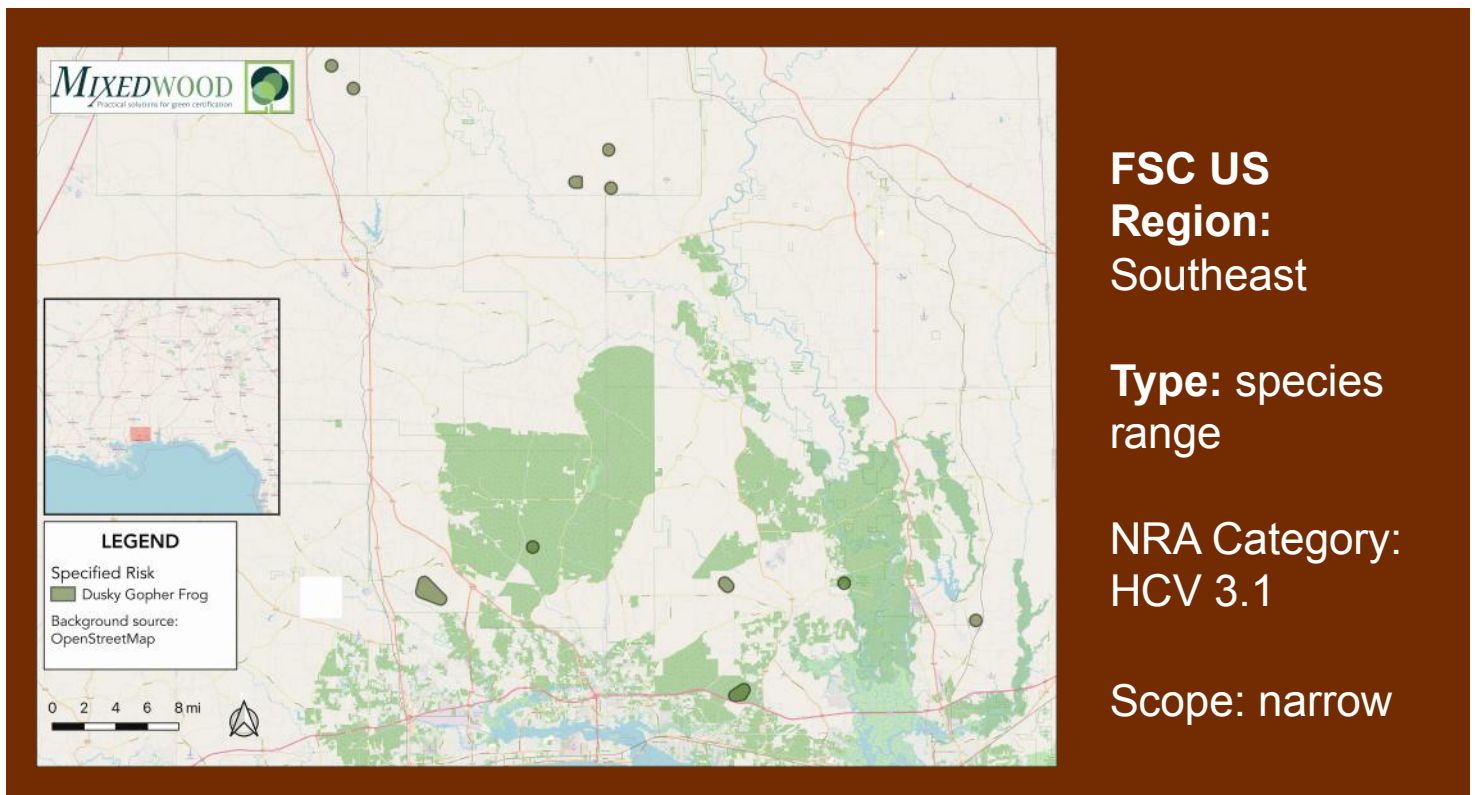 MIXEDWOOD
Practical solutions for green certification
LEGEND
Specified Risk
Dusky Gopher Frog
Background source:
OpenStreetMap
0 2 4 6 8 mi
FSC US
Region:
Southeast
Type: species
range
NRA Category:
HCV 3.1
Scope: narrow